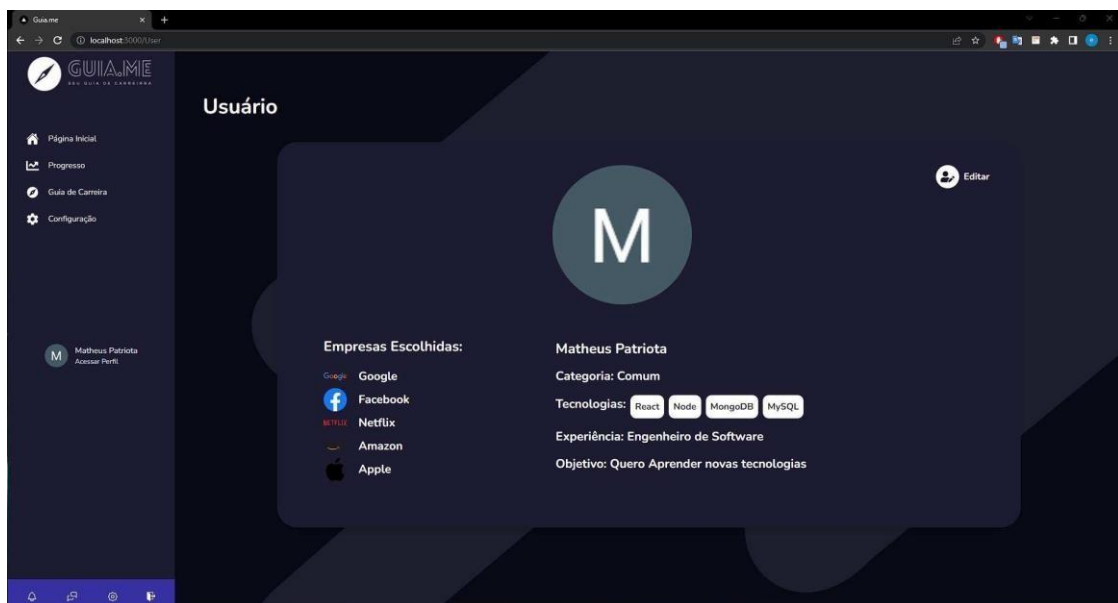 Guia.me
localhost:3000/User
GUIA.ME
SEU GUIA DE CARREIRA
Usuário
Página Inicial
Progresso
Guia de Carreira
Configuração
Editar
M
M
Matheus Patriota
Acessar Perfil
Empresas Escolhidas:
Google Google
Facebook
NETFLIX Netflix
Amazon
Apple
Matheus Patriota
Categoria: Comum
Tecnologias: React Node MongoDB MySQL
Experiência: Engenheiro de Software
Objetivo: Quero Aprender novas tecnologias